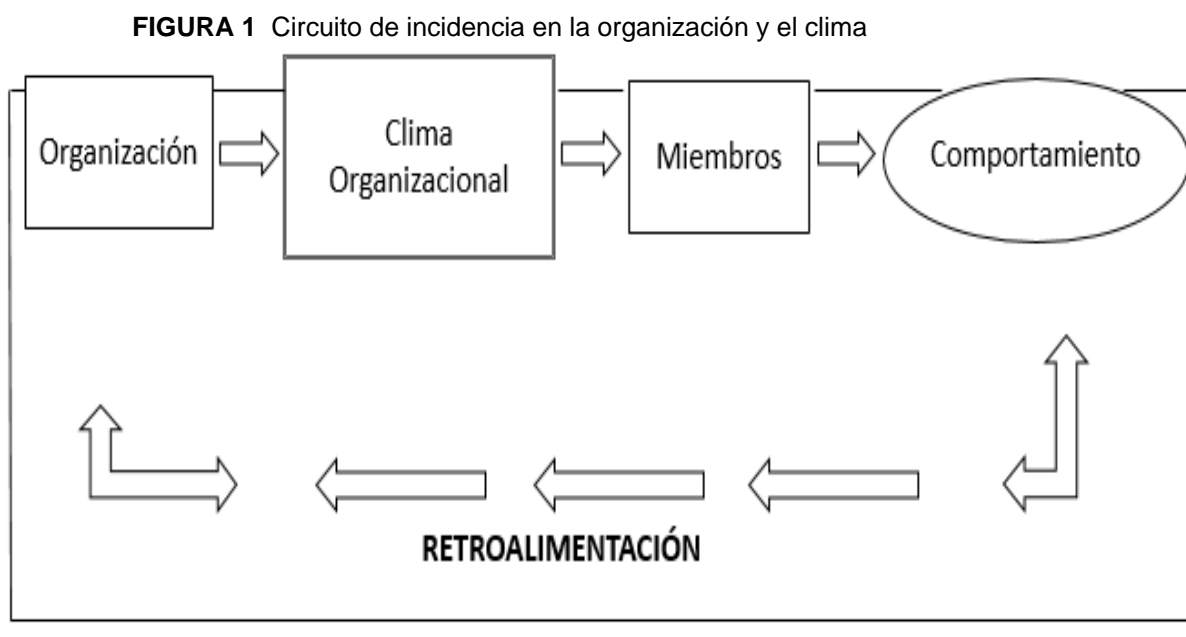 FIGURA 1 Circuito de incidencia en la organización y el clima
Organización
Clima
Organizacional
Miembros
Comportamiento
RETROALIMENTACIÓN